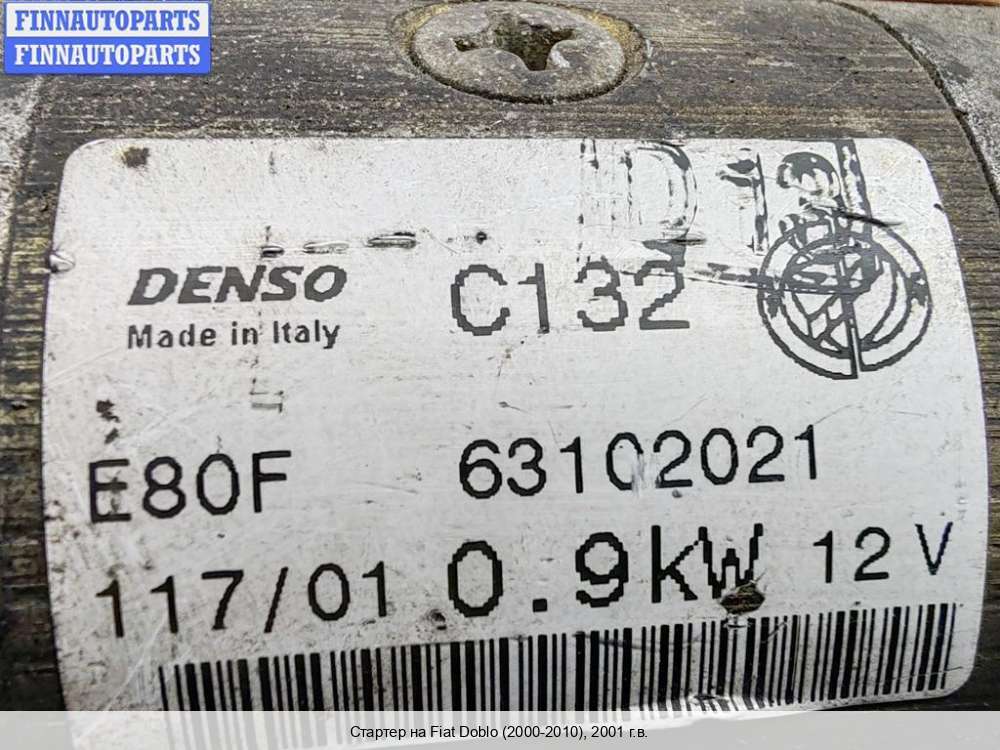 FINNAUTOPARTS
FINNAUTOPARTS
DENSO C132
Made in Italy
E80F 63102021
117/01 0.9kW 12V
Стартер на Fiat Doblo (2000-2010), 2001 г.в.